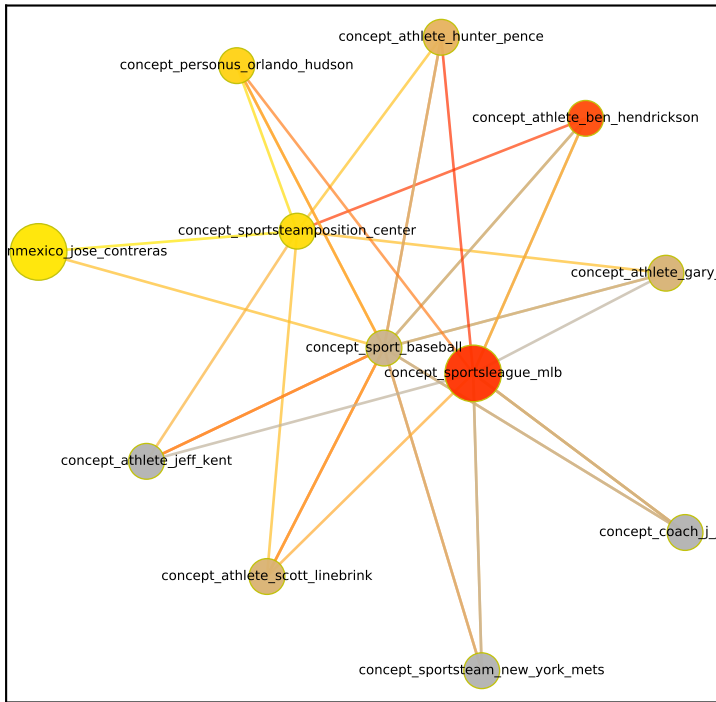 concept_athlete_hunter_pence
concept_personus_orlando_hudson
concept_athlete_ben_hendrickson
concept_sportsteamposition_center
nmexico_jose_contreras
concept_athlete_gary_
concept_sport_baseball
concept_sportsleague_mlb
concept_athlete_jeff_kent
concept_coach_j_
concept_athlete_scott_linebrink
concept_sportsteam_new_york_mets